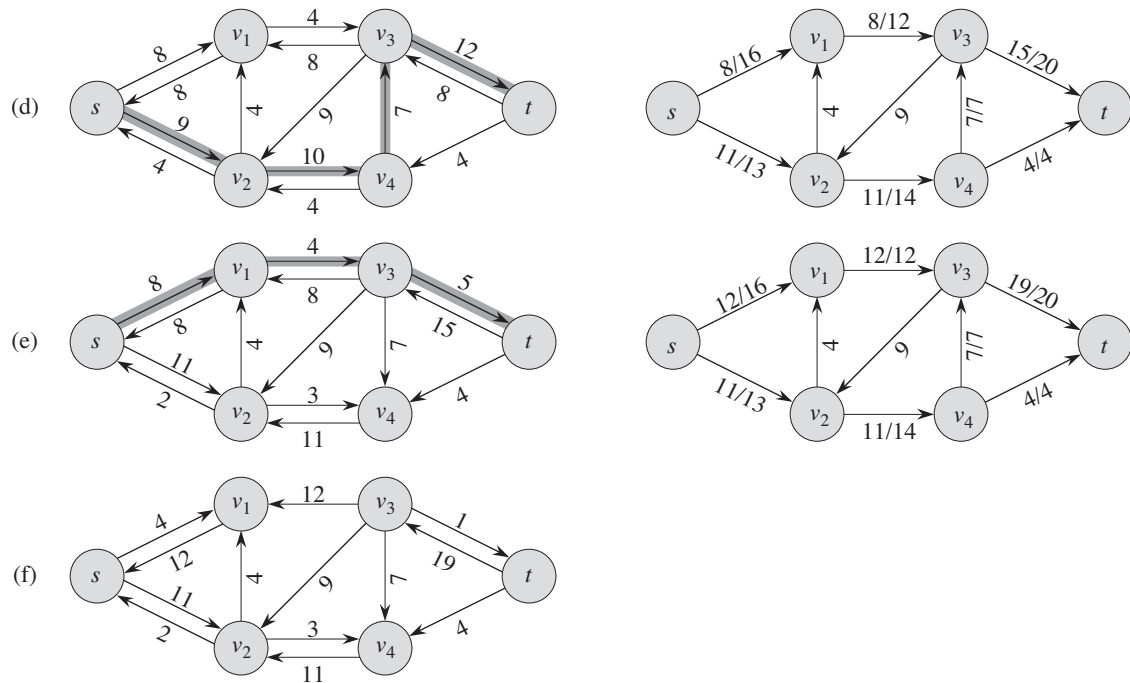 4
v1 v3
8 12
8
8 8
(d) s 9 4 9 7 t
4 10 4
v2 v4
4
8/12
v1 v3
8/16 15/20
s 4 9 7/7 t
11/13 4/4
v2 v4
11/14
4
v1 v3
8 5
8
8 15
(e) s 11 4 9 7 t
2 3 4
v2 v4
11
12/12
v1 v3
12/16 19/20
s 4 9 7/7 t
11/13 4/4
v2 v4
11/14
v1 12 v3
4 1
12 19
(f) s 11 4 9 7 t
2 3 4
v2 v4
11